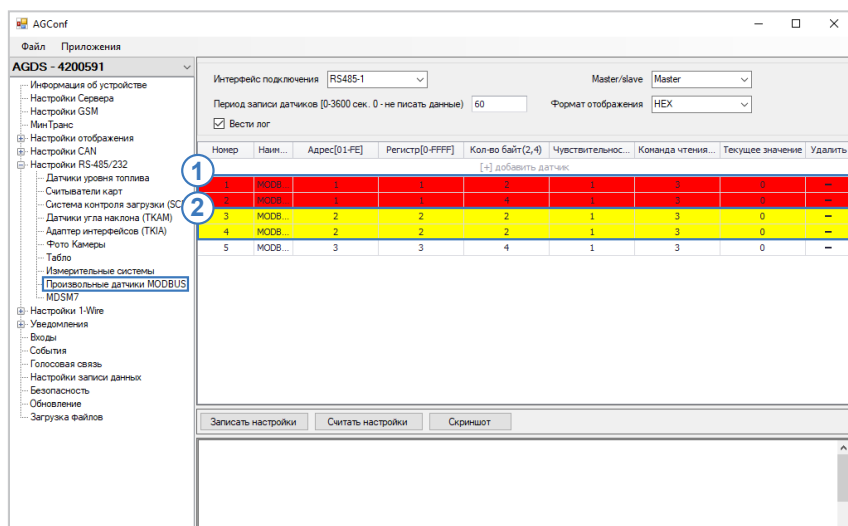 AGConf
Файл Приложения
AGDS - 4200591
Информация об устройстве
Настройки Сервера
Настройки GSM
МинТранс
Настройки отображения
Настройки CAN
Настройки RS-485/232
Датчики уровня топлива
Считыватели карт
Система контроля загрузки (SC
Датчики угла наклона (TKAM)
Адаптер интерфейсов (TKIA)
Фото Камеры
Табло
Измерительные системы
Произвольные датчики MODBUS
MDSM7
Настройки 1-Wire
Уведомления
Входы
События
Голосовая связь
Настройки записи данных
Безопасность
Обновление
Загрузка файлов
Интерфейс подключения RS485-1 Master/slave Master
Период записи датчиков [0-3600 сек. 0 - не писать данные) 60 Формат отображения HEX
Вести лог
Номер Наим... Адрес[01-FE] Регистр[0-FFFF] Кол-во байт(2,4) Чувствительнос... Команда чтения... Текущее значение Удалить
[+] добавить датчик
1
1 MODB... 1 1 2 1 3 0 –
2
2 MODB... 1 1 4 1 3 0 –
3 MODB... 2 2 2 1 3 0 –
4 MODB... 2 2 2 1 3 0 –
5 MODB... 3 3 4 1 3 0 –
Записать настройки Считать настройки Скриншот